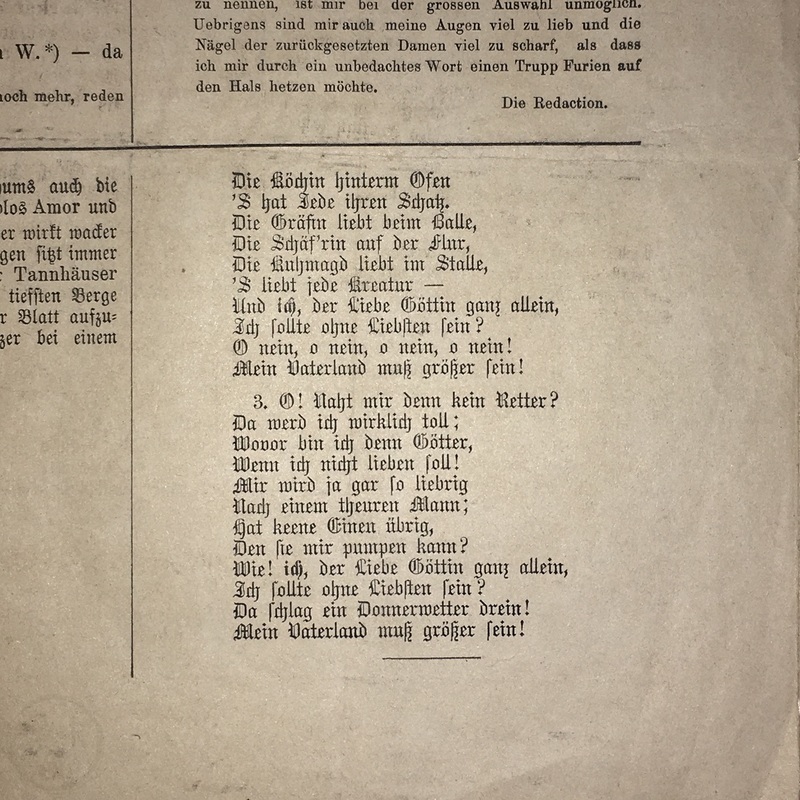 zu nennen, ist mir bei der grossen Auswahl unmöglich.
Uebrigens sind mir auch meine Augen viel zu lieb und die
Nägel der zurückgesetzten Damen viel zu scharf, als dass
ich mir durch ein unbedachtes Wort einen Trupp Furien auf
den Hals hetzen möchte.
Die Redaction.
W.*) — da
noch mehr, reden
ums auch die
los Amor und
er wirkt wacker
gen sitzt immer
Tannhäuser
tiefsten Berge
r Blatt aufzu=
zer bei einem
Die Köchin hinterm Ofen
'S hat Jede ihren Schatz.
Die Gräfin liebt beim Balle,
Die Schäf'rin auf der Flur,
Die Kuhmagd liebt im Stalle,
'S liebt jede Kreatur —
Und ich, der Liebe Göttin ganz allein,
Ich sollte ohne Liebsten sein?
O nein, o nein, o nein, o nein!
Mein Vaterland muß größer sein!
3. O! Naht mir denn kein Retter?
Da werd ich wirklich toll;
Wovor bin ich denn Götter,
Wenn ich nicht lieben soll!
Mir wird ja gar so liebrig
Nach einem theuren Mann;
Hat keene Einen übrig,
Den sie mir pumpen kann?
Wie! ich, der Liebe Göttin ganz allein,
Ich sollte ohne Liebsten sein?
Da schlag ein Donnerwetter drein!
Mein Vaterland muß größer sein!